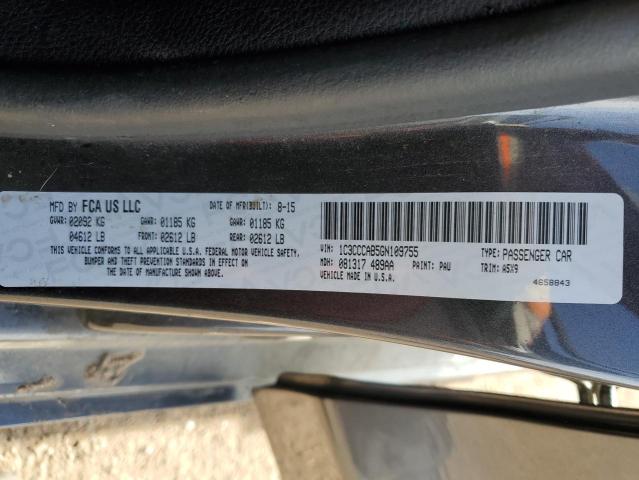 MFD BY FCA US LLC DATE OF MFR(BUILT): 8-15
GVWR: 02092 KG GAWR: 01185 KG GAWR: 01185 KG
04612 LB FRONT: 02612 LB REAR: 02612 LB
THIS VEHICLE CONFORMS TO ALL APPLICABLE U.S.A. FEDERAL MOTOR VEHICLE SAFETY,
BUMPER AND THEFT PREVENTION STANDARDS IN EFFECT ON
THE DATE OF MANUFACTURE SHOWN ABOVE.
VIN: 1C3CCCAB5GN109755 TYPE: PASSENGER CAR
MDH: 081317 489AA PAINT: PAU TRIM: A5X9
VEHICLE MADE IN U.S.A. 4658843